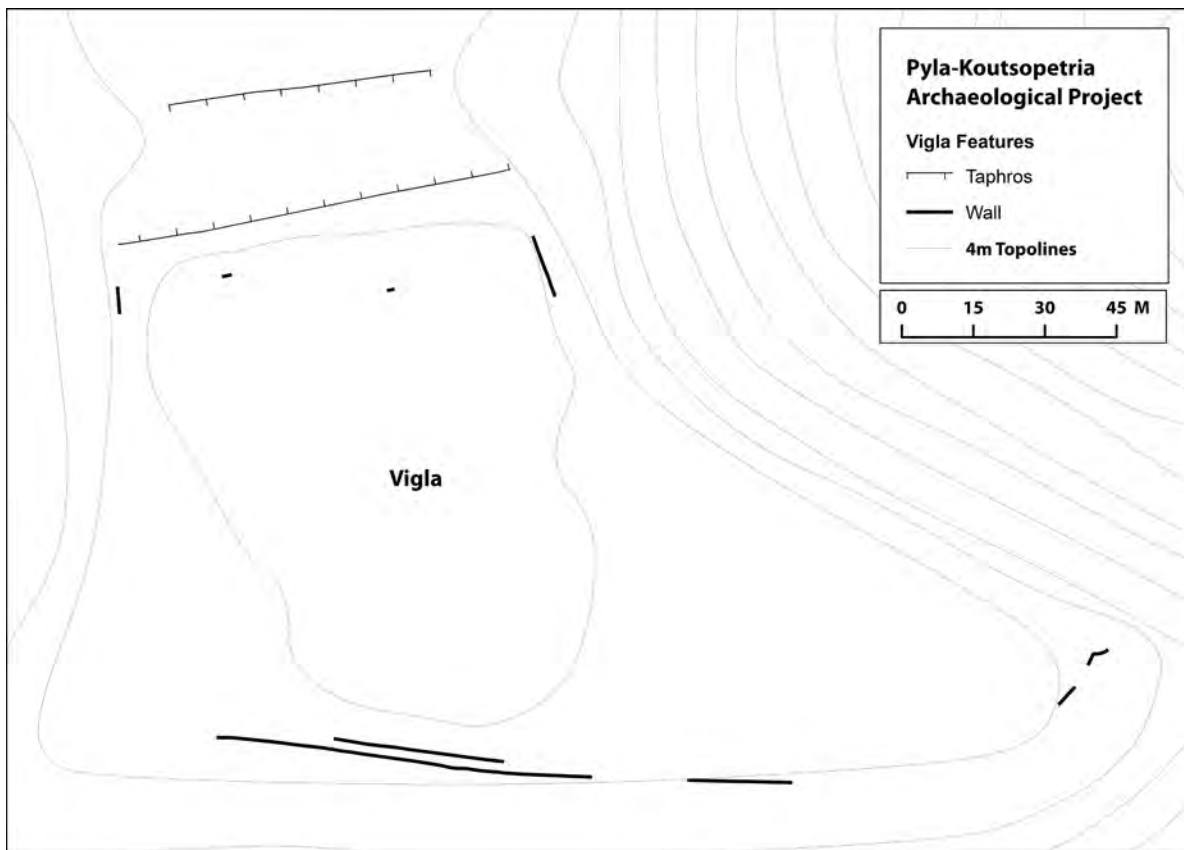 Pyla-Koutsopetria
Archaeological Project
Vigla Features
Taphros
Wall
4m Topolines
0 15 30 45 M
Vigla